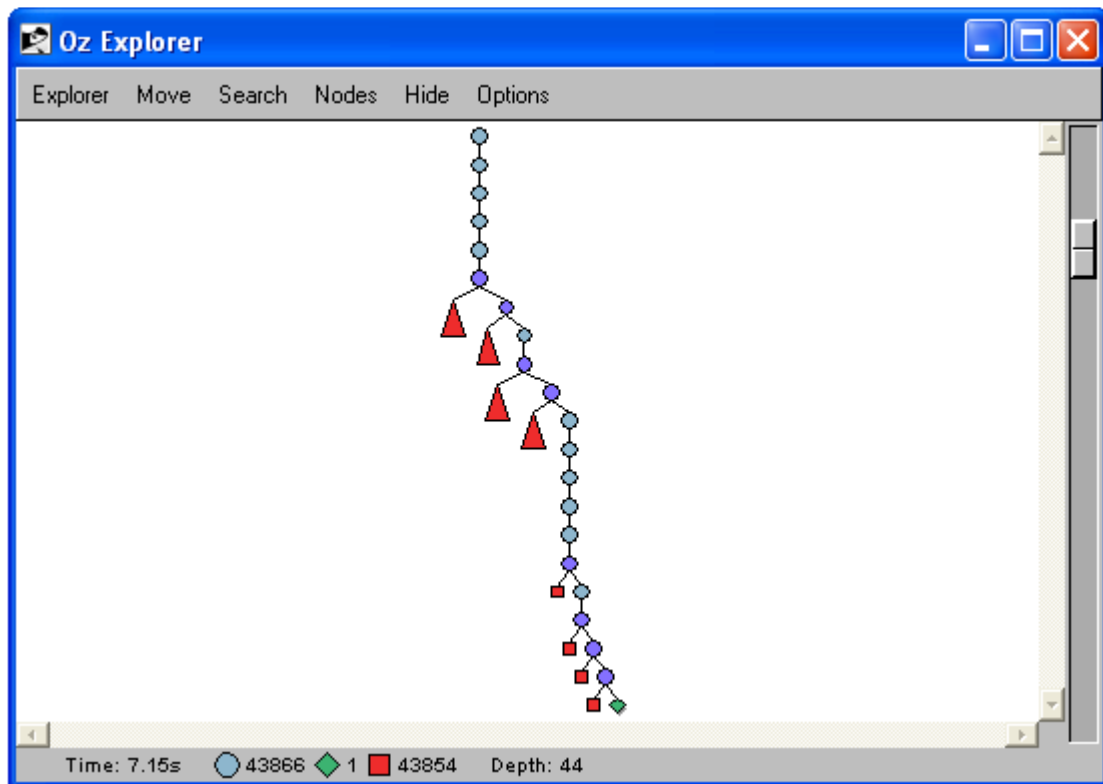 Oz Explorer
Explorer Move Search Nodes Hide Options
Time: 7.15s 43866 1 43854 Depth: 44